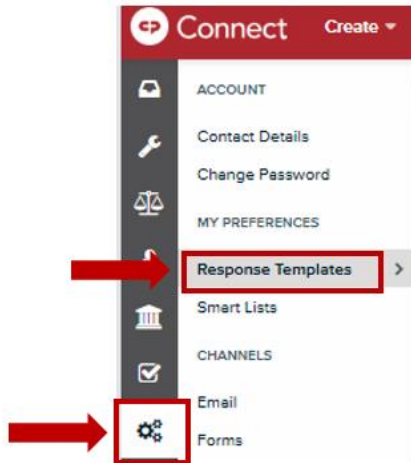 Connect Create
ACCOUNT
Contact Details
Change Password
MY PREFERENCES
Response Templates
Smart Lists
CHANNELS
Email
Forms